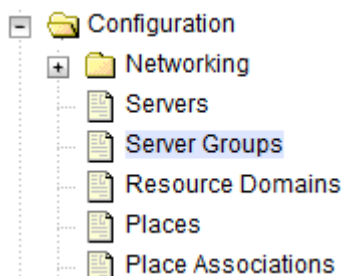 Configuration
Networking
Servers
Server Groups
Resource Domains
Places
Place Associations